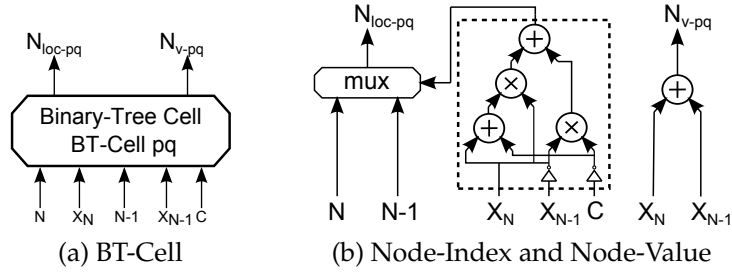 N_loc-pq N_v-pq
Binary-Tree Cell
BT-Cell pq
N X_N N-1 X_N-1 C
(a) BT-Cell
N_loc-pq N_v-pq
+
mux × +
+ ×
N N-1 X_N X_N-1 C X_N X_N-1
(b) Node-Index and Node-Value